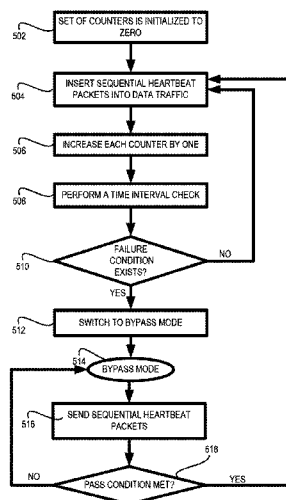 502
SET OF COUNTERS IS INITIALIZED TO
ZERO
504
INSERT SEQUENTIAL HEARTBEAT
PACKETS INTO DATA TRAFFIC
506
INCREASE EACH COUNTER BY ONE
508
PERFORM A TIME INTERVAL CHECK
510
FAILURE
CONDITION
EXISTS?
NO
YES
512
SWITCH TO BYPASS MODE
514
BYPASS MODE
516
SEND SEQUENTIAL HEARTBEAT
PACKETS
518
NO
PASS CONDITION MET?
YES